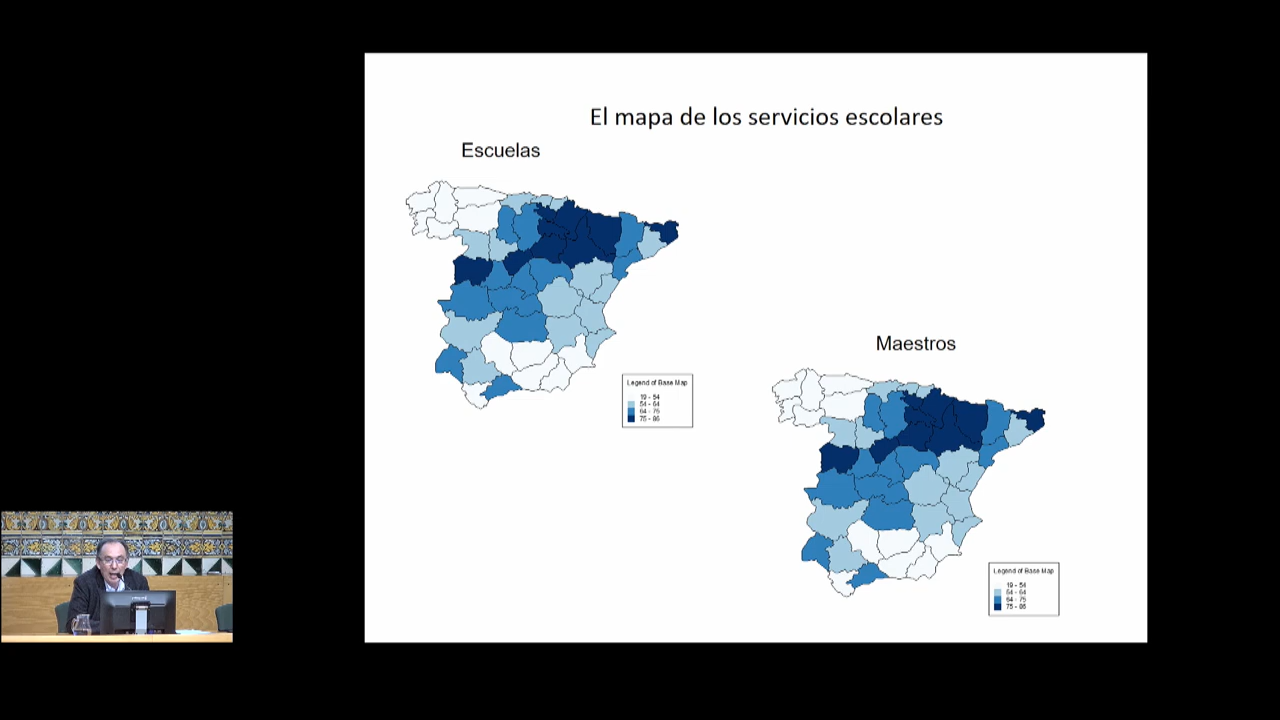 El mapa de los servicios escolares
Escuelas
Legend of Base Map
19 - 54
54 - 64
64 - 75
75 - 86
Maestros
Legend of Base Map
19 - 54
54 - 64
64 - 75
75 - 86